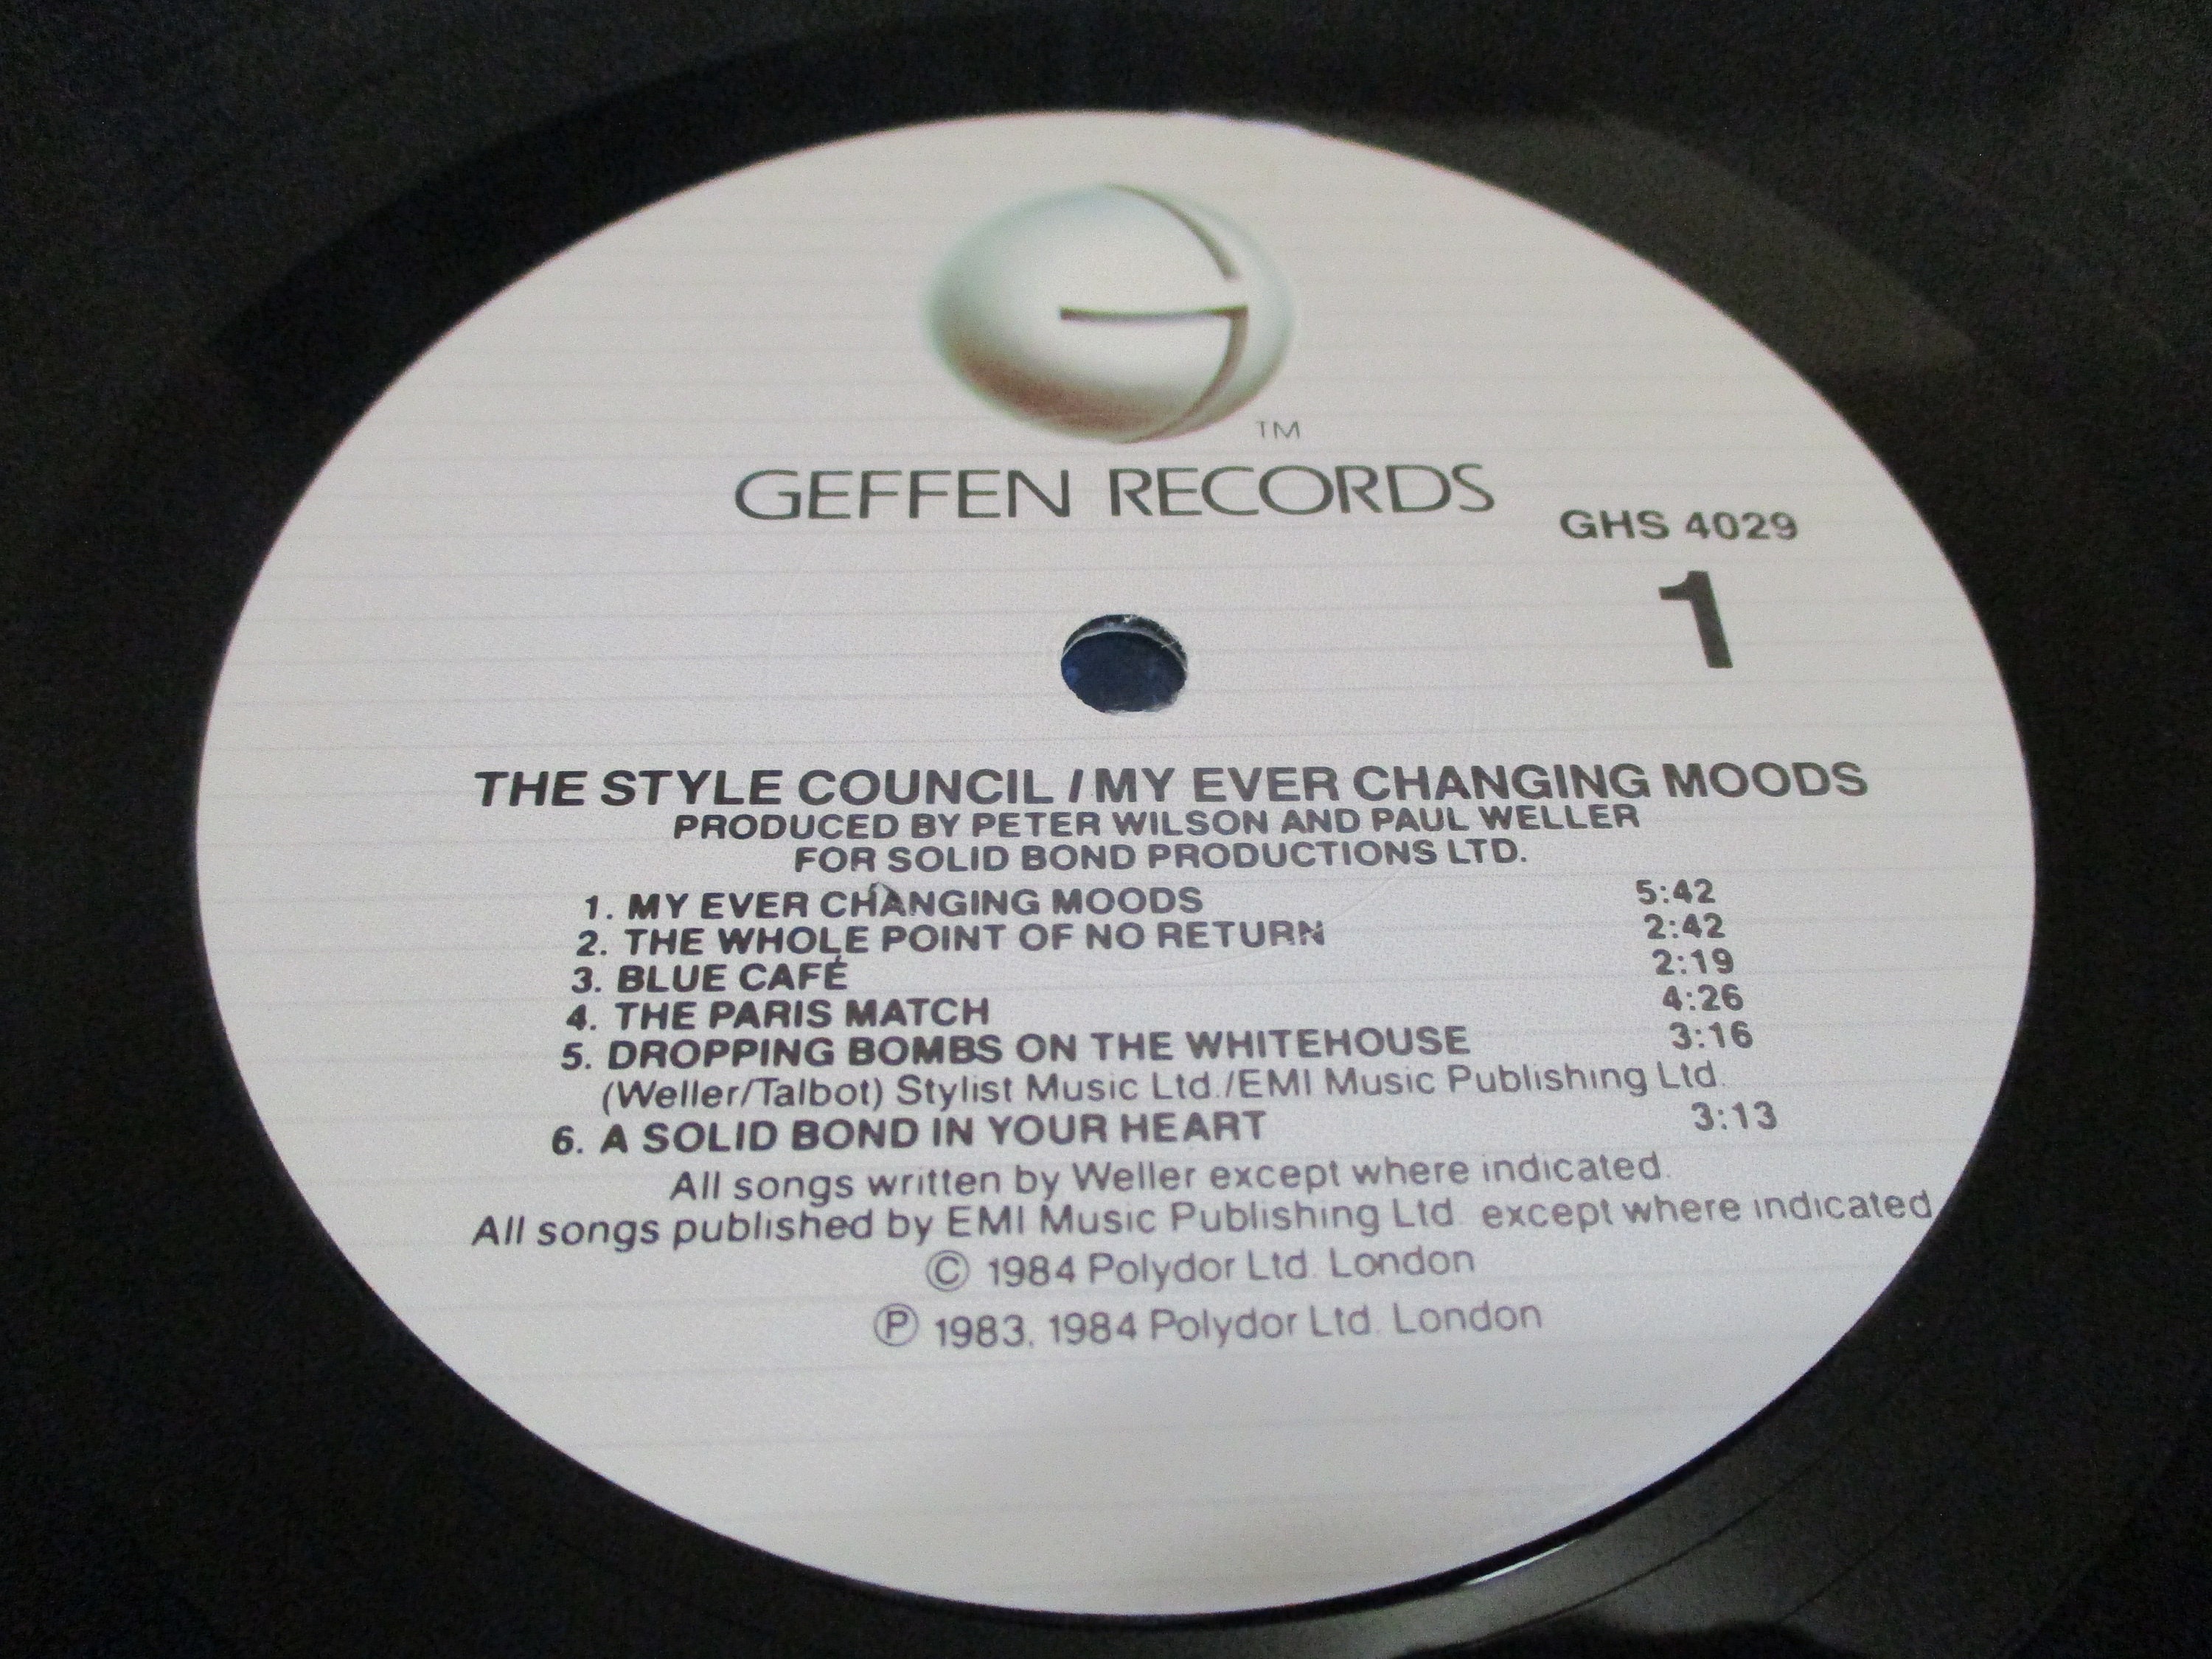 TM
GEFFEN RECORDS
GHS 4029
1
THE STYLE COUNCIL / MY EVER CHANGING MOODS
PRODUCED BY PETER WILSON AND PAUL WELLER
FOR SOLID BOND PRODUCTIONS LTD.
1. MY EVER CHANGING MOODS 5:42
2. THE WHOLE POINT OF NO RETURN 2:42
3. BLUE CAFÉ 2:19
4. THE PARIS MATCH 4:26
5. DROPPING BOMBS ON THE WHITEHOUSE 3:16
(Weller/Talbot) Stylist Music Ltd./EMI Music Publishing Ltd.
6. A SOLID BOND IN YOUR HEART 3:13
All songs written by Weller except where indicated.
All songs published by EMI Music Publishing Ltd. except where indicated
© 1984 Polydor Ltd. London
℗ 1983, 1984 Polydor Ltd. London